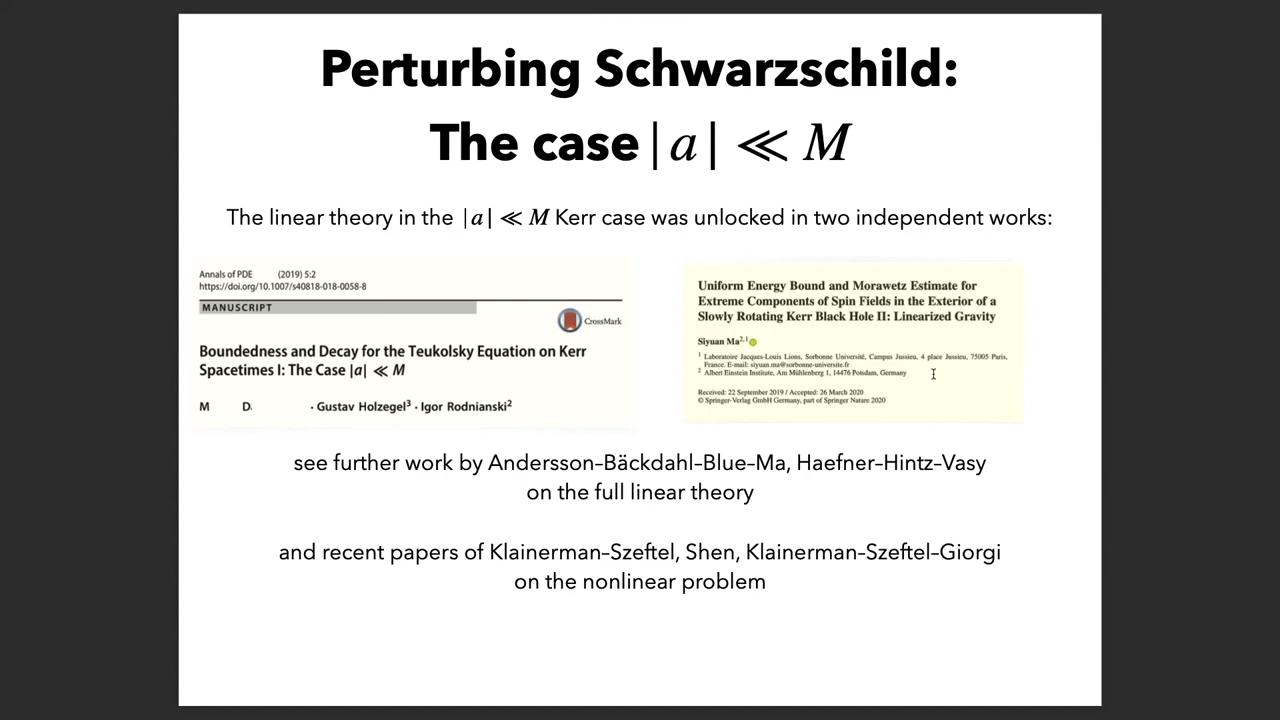 Perturbing Schwarzschild:
The case |a| ≪ M
The linear theory in the |a| ≪ M Kerr case was unlocked in two independent works:
Annals of PDE (2019) 5:2
https://doi.org/10.1007/s40818-018-0058-8
MANUSCRIPT
CrossMark
Boundedness and Decay for the Teukolsky Equation on Kerr
Spacetimes I: The Case |a| ≪ M
M D · Gustav Holzegel3 · Igor Rodnianski2
Uniform Energy Bound and Morawetz Estimate for
Extreme Components of Spin Fields in the Exterior of a
Slowly Rotating Kerr Black Hole II: Linearized Gravity
Siyuan Ma2,1
1 Laboratoire Jacques-Louis Lions, Sorbonne Université, Campus Jussieu, 4 place Jussieu, 75005 Paris,
France. E-mail: siyuan.ma@sorbonne-universite.fr
2 Albert Einstein Institute, Am Mühlenberg 1, 14476 Potsdam, Germany
Received: 22 September 2019 / Accepted: 26 March 2020
© Springer-Verlag GmbH Germany, part of Springer Nature 2020
see further work by Andersson–Bäckdahl–Blue–Ma, Haefner–Hintz–Vasy
on the full linear theory
and recent papers of Klainerman–Szeftel, Shen, Klainerman–Szeftel–Giorgi
on the nonlinear problem